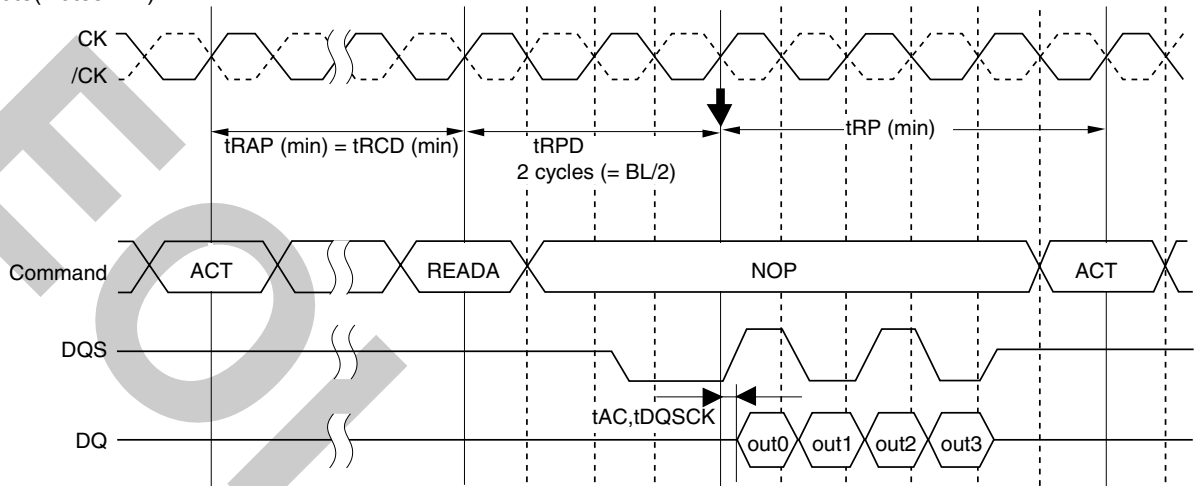 CK
/CK
tRAP (min) = tRCD (min)
tRPD
2 cycles (= BL/2)
tRP (min)
Command
ACT
READA
NOP
ACT
DQS
tAC,tDQSCK
DQ
out0
out1
out2
out3